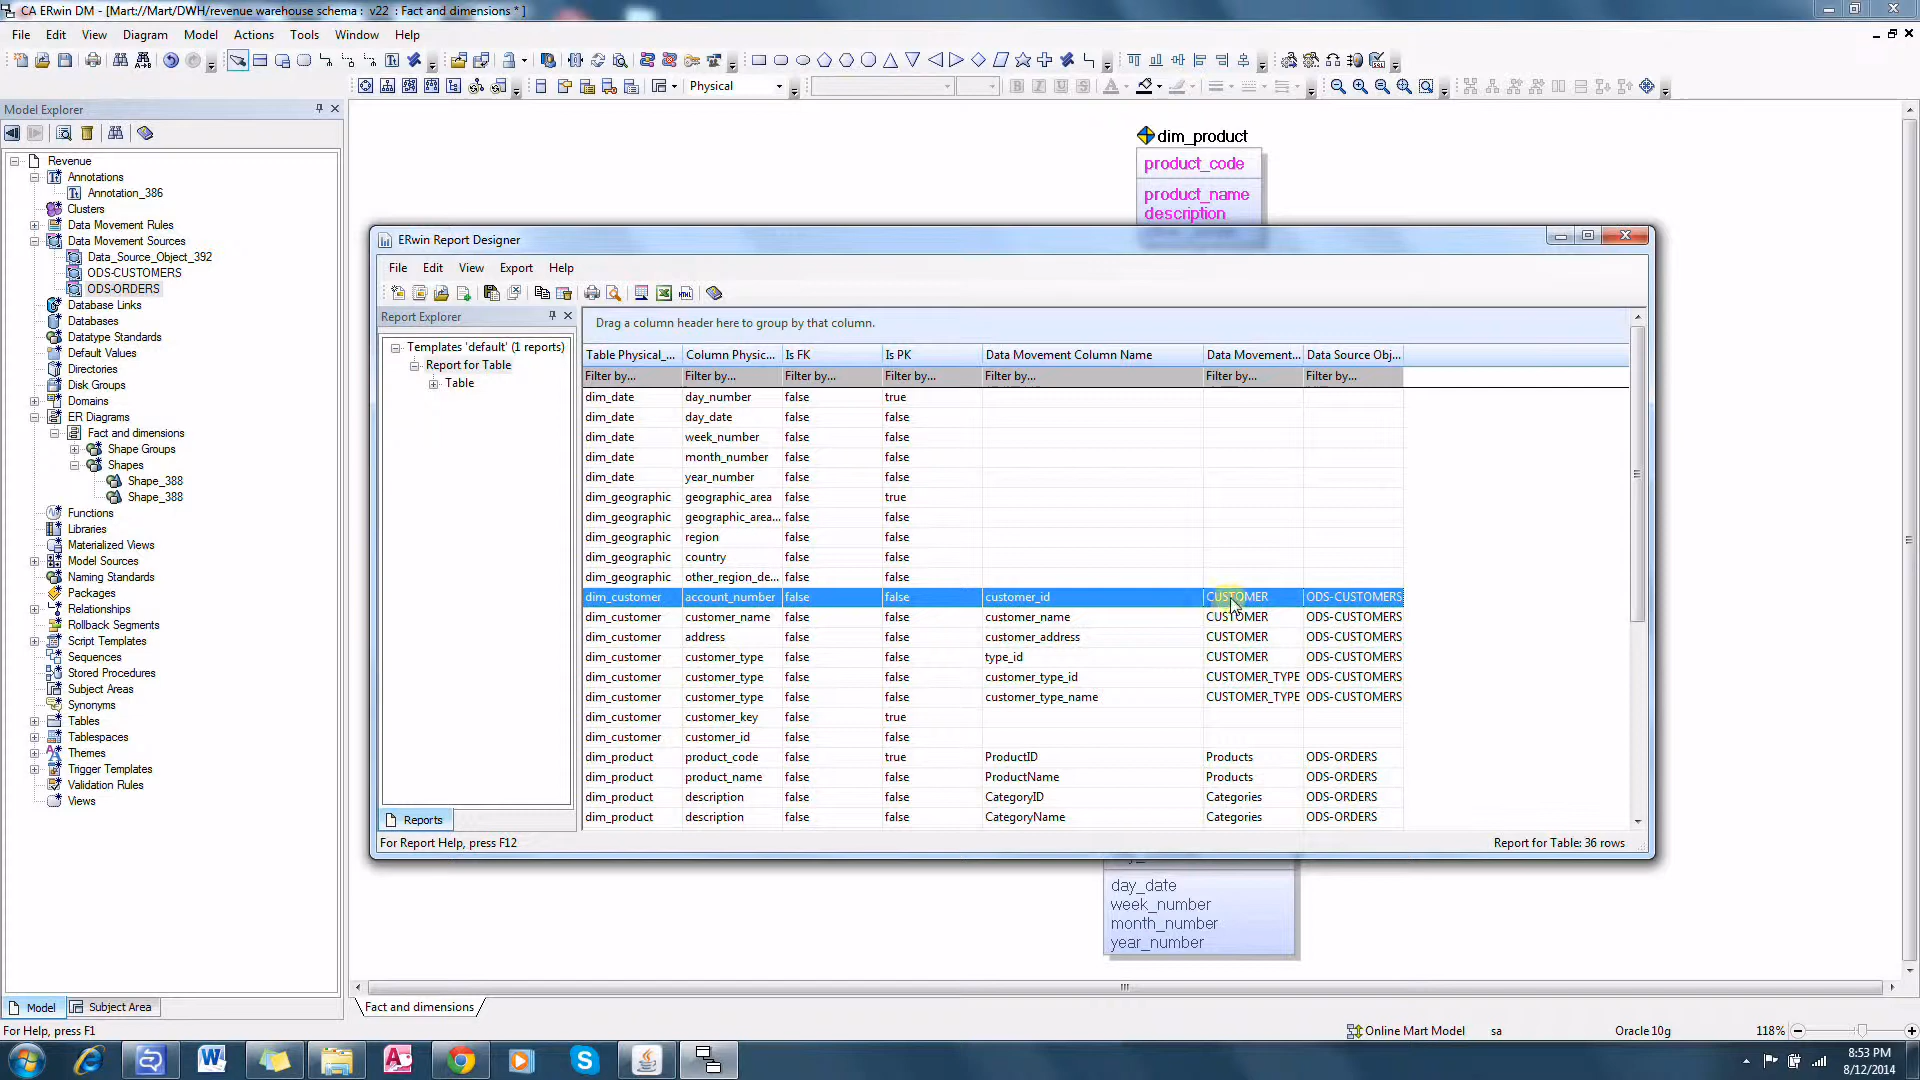 CA ERwin DM - [Mart://Mart/DWH/revenue warehouse schema : v22 : Fact and dimensions * ]
File Edit View Diagram Model Actions Tools Window Help
Physical
Model Explorer
Revenue
Annotations
Annotation_386
Clusters
Data Movement Rules
Data Movement Sources
Data_Source_Object_392
ODS-CUSTOMERS
ODS-ORDERS
Database Links
Databases
Datatype Standards
Default Values
Directories
Disk Groups
Domains
ER Diagrams
Fact and dimensions
Shape Groups
Shapes
Shape_388
Shape_388
Functions
Libraries
Materialized Views
Model Sources
Naming Standards
Packages
Relationships
Rollback Segments
Script Templates
Sequences
Stored Procedures
Subject Areas
Synonyms
Tables
Tablespaces
Themes
Trigger Templates
Validation Rules
Views
Model Subject Area
dim_product
product_code
product_name
description
ERwin Report Designer
File Edit View Export Help
Report Explorer
Templates 'default' (1 reports)
Report for Table
Table
Reports
Drag a column header here to group by that column.
Table Physical_... Column Physic... Is FK Is PK Data Movement Column Name Data Movement... Data Source Obj...
Filter by... Filter by... Filter by... Filter by... Filter by... Filter by... Filter by...
dim_date day_number false true
dim_date day_date false false
dim_date week_number false false
dim_date month_number false false
dim_date year_number false false
dim_geographic geographic_area false true
dim_geographic geographic_area... false false
dim_geographic region false false
dim_geographic country false false
dim_geographic other_region_de... false false
dim_customer account_number false false customer_id CUSTOMER ODS-CUSTOMERS
dim_customer customer_name false false customer_name CUSTOMER ODS-CUSTOMERS
dim_customer address false false customer_address CUSTOMER ODS-CUSTOMERS
dim_customer customer_type false false type_id CUSTOMER ODS-CUSTOMERS
dim_customer customer_type false false customer_type_id CUSTOMER_TYPE ODS-CUSTOMERS
dim_customer customer_type false false customer_type_name CUSTOMER_TYPE ODS-CUSTOMERS
dim_customer customer_key false true
dim_customer customer_id false false
dim_product product_code false true ProductID Products ODS-ORDERS
dim_product product_name false false ProductName Products ODS-ORDERS
dim_product description false false CategoryID Categories ODS-ORDERS
dim_product description false false CategoryName Categories ODS-ORDERS
For Report Help, press F12 Report for Table: 36 rows
day_date
week_number
month_number
year_number
Fact and dimensions
For Help, press F1 Online Mart Model sa Oracle 10g 118%
8:53 PM
8/12/2014